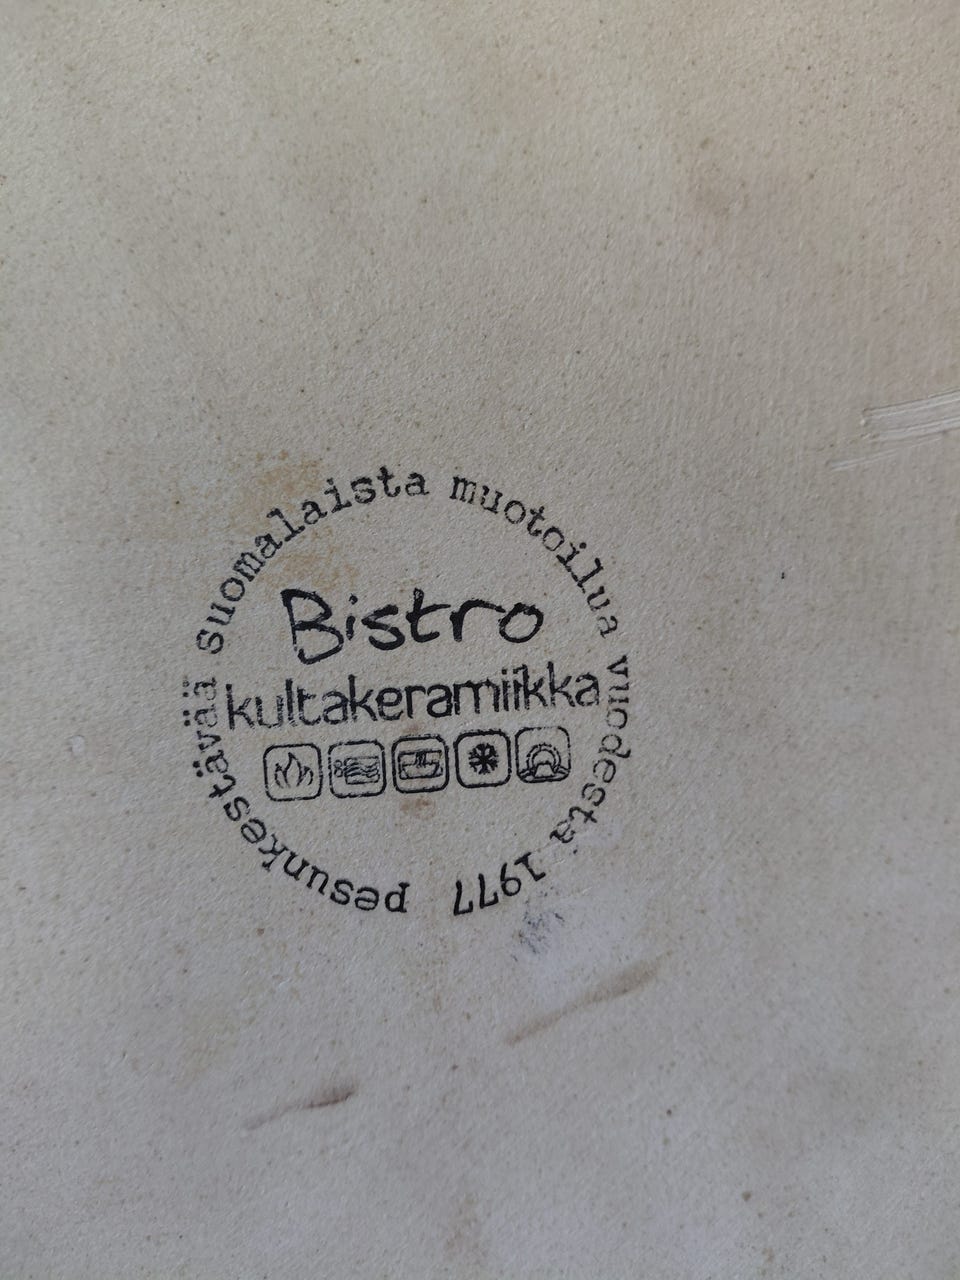 pesunkestävää suomalaista muotoilua vuodesta 1977
Bistro
kultakeramiikka